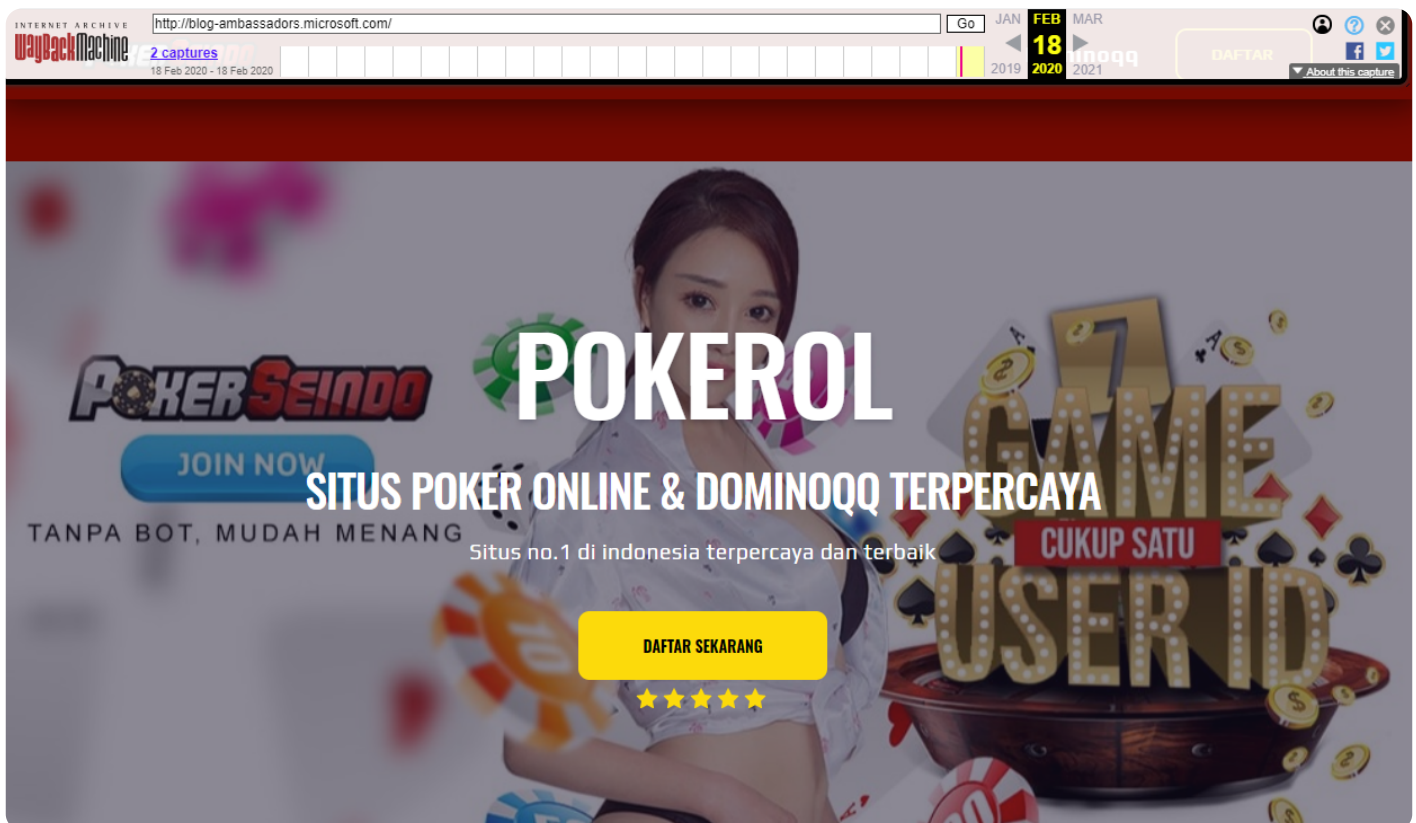 INTERNET ARCHIVE
WayBackMachine
http://blog-ambassadors.microsoft.com/
Go
JAN FEB MAR
2 captures
18
18 Feb 2020 - 18 Feb 2020
2019 2020 2021
About this capture
DAFTAR
POKEROL
POKERSEINDO
JOIN NOW
SITUS POKER ONLINE & DOMINOQQ TERPERCAYA
TANPA BOT, MUDAH MENANG
Situs no.1 di indonesia terpercaya dan terbaik
7
GAME
CUKUP SATU
USER ID
DAFTAR SEKARANG